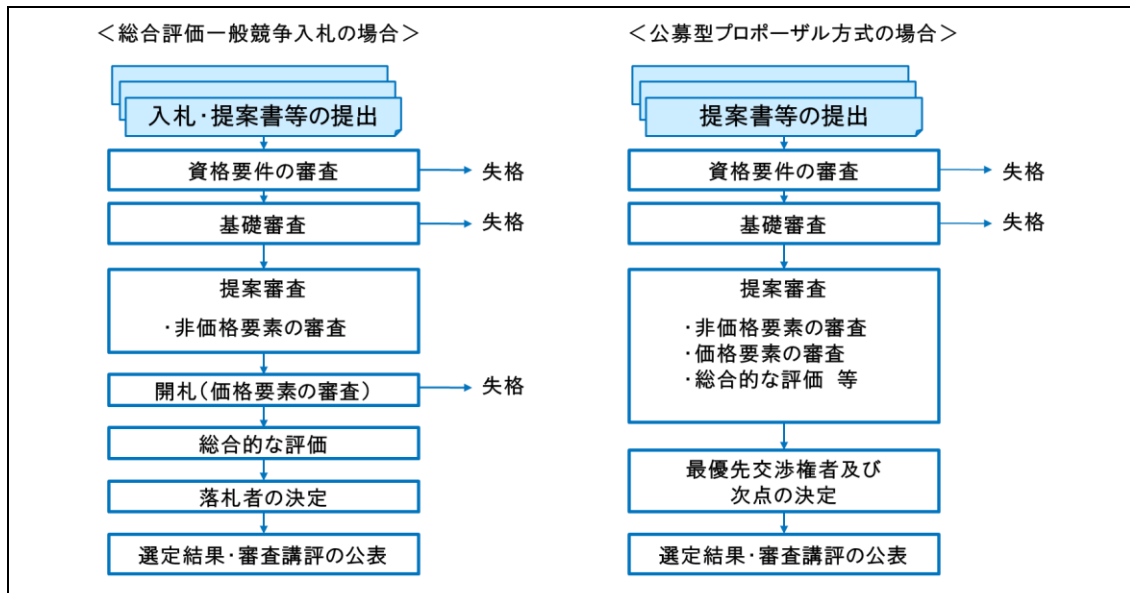 ＜総合評価一般競争入札の場合＞
入札・提案書等の提出
資格要件の審査
失格
基礎審査
失格
提案審査
・非価格要素の審査
開札（価格要素の審査）
失格
総合的な評価
落札者の決定
選定結果・審査講評の公表
＜公募型プロポーザル方式の場合＞
提案書等の提出
資格要件の審査
失格
基礎審査
失格
提案審査
・非価格要素の審査
・価格要素の審査
・総合的な評価 等
最優先交渉権者及び
次点の決定
選定結果・審査講評の公表